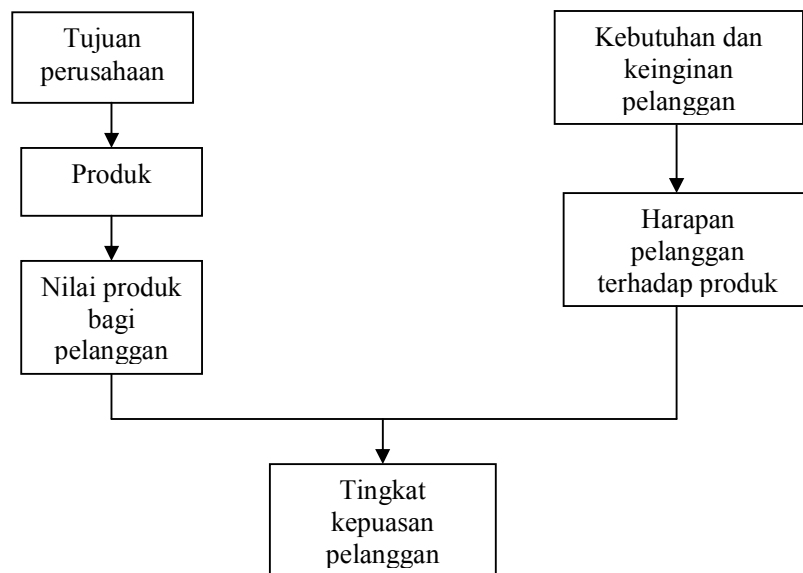 Tujuan
perusahaan
Kebutuhan dan
keinginan
pelanggan
Produk
Harapan
pelanggan
terhadap produk
Nilai produk
bagi
pelanggan
Tingkat
kepuasan
pelanggan